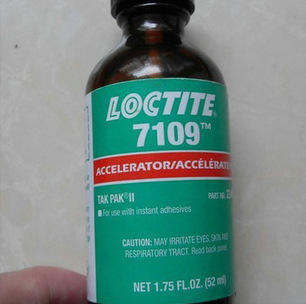 LOCTITE®
7109™
ACCELERATOR/
TAK PAK® II
PART NO.
For use with instant adhesives
CAUTION: MAY IRRITATE EYES, SKIN AND
RESPIRATORY TRACT. Read back panel.
NET 1.75 FL.OZ. (52 ml)